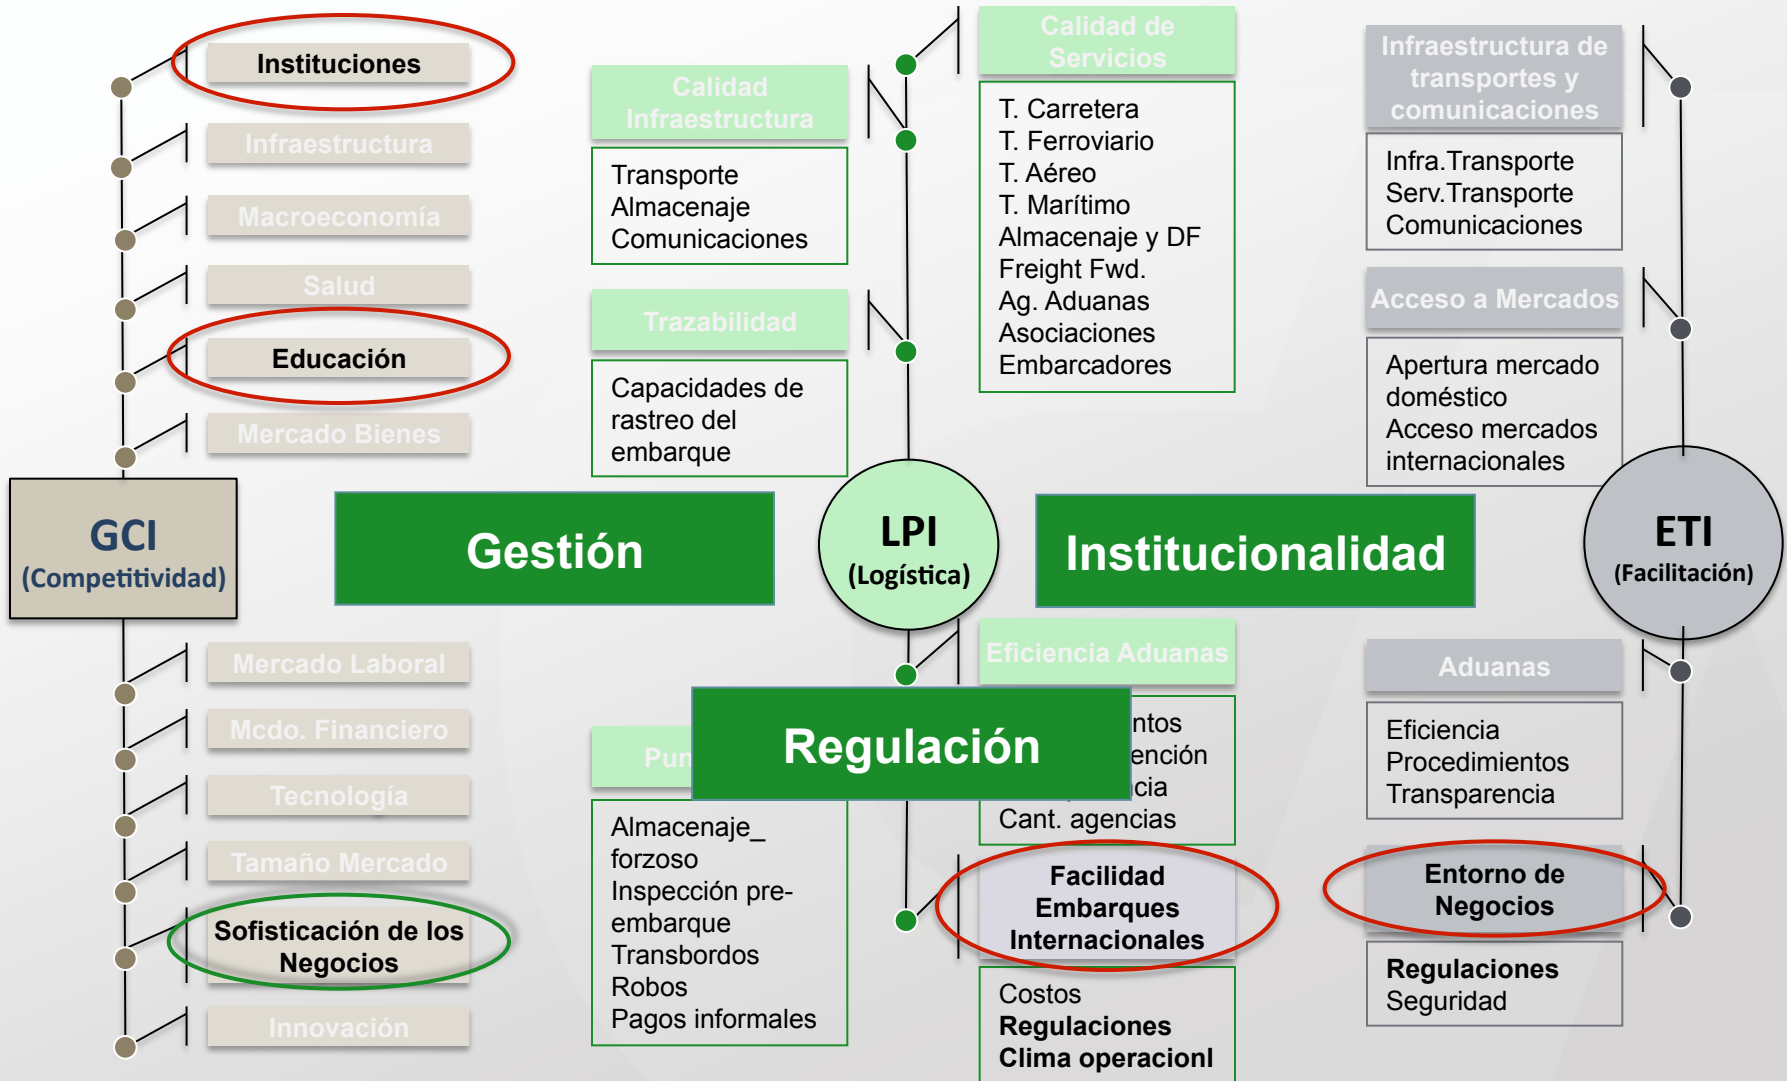 Instituciones
Infraestructura
Macroeconomía
Salud
Educación
Mercado Bienes
GCI
(Competitividad)
Mercado Laboral
Mcdo. Financiero
Tecnología
Tamaño Mercado
Sofisticación de los
Negocios
Innovación
Calidad
Infraestructura
Transporte
Almacenaje
Comunicaciones
Trazabilidad
Capacidades de
rastreo del
embarque
Calidad de
Servicios
T. Carretera
T. Ferroviario
T. Aéreo
T. Marítimo
Almacenaje y DF
Freight Fwd.
Ag. Aduanas
Asociaciones
Embarcadores
Gestión
LPI
(Logística)
Institucionalidad
Regulación
Almacenaje_
forzoso
Inspección pre-
embarque
Transbordos
Robos
Pagos informales
Eficiencia Aduanas
Cant. agencias
Facilidad
Embarques
Internacionales
Costos
Regulaciones
Clima operacionl
Infraestructura de
transportes y
comunicaciones
Infra.Transporte
Serv.Transporte
Comunicaciones
Acceso a Mercados
Apertura mercado
doméstico
Acceso mercados
internacionales
ETI
(Facilitación)
Aduanas
Eficiencia
Procedimientos
Transparencia
Entorno de
Negocios
Regulaciones
Seguridad